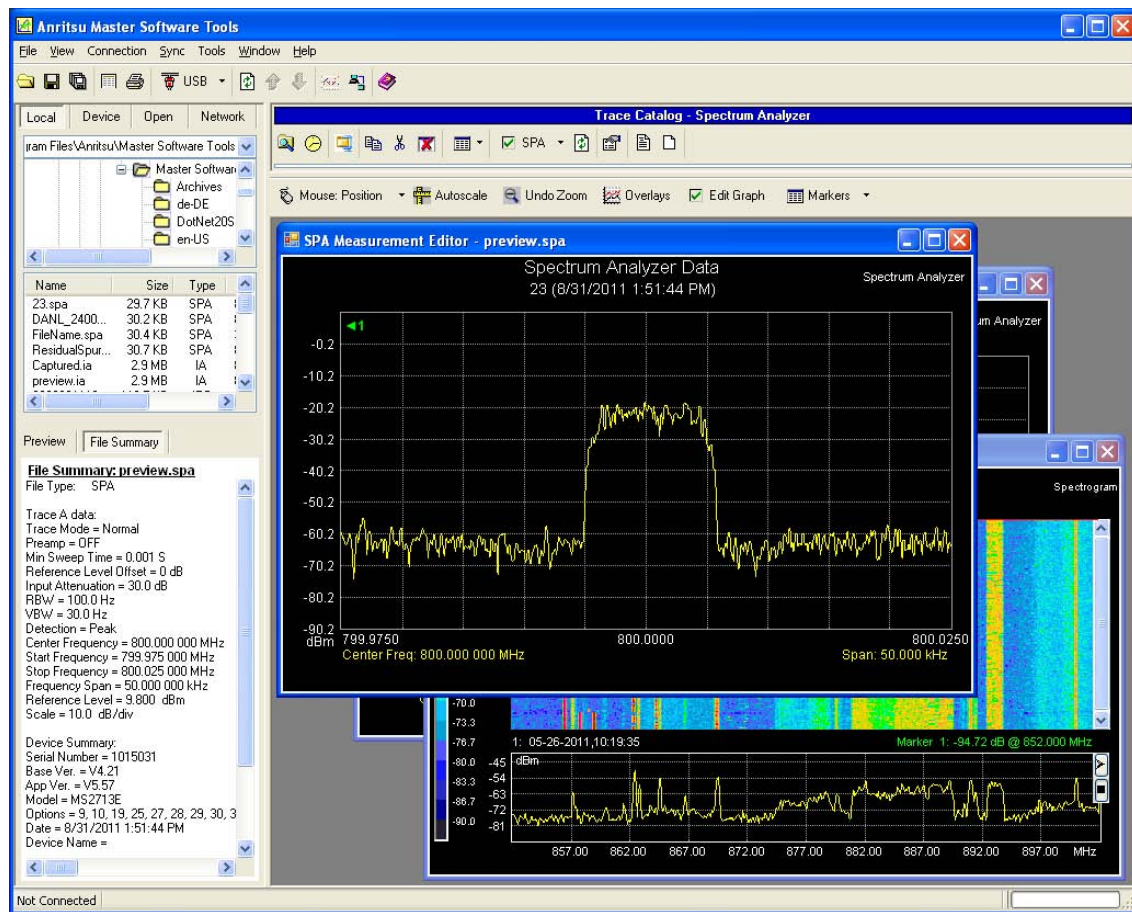 Anritsu Master Software Tools
File View Connection Sync Tools Window Help
USB
Local Device Open Network
ram Files\Anritsu\Master Software Tools
Master Softwar
Archives
de-DE
DotNet20S
en-US
Name Size Type
23.spa 29.7 KB SPA
DANL_2400... 30.2 KB SPA
FileName.spa 30.4 KB SPA
ResidualSpur... 30.7 KB SPA
Captured.ia 2.9 MB IA
preview.ia 2.9 MB IA
Preview File Summary
File Summary: preview.spa
File Type: SPA
Trace A data:
Trace Mode = Normal
Preamp = OFF
Min Sweep Time = 0.001 S
Reference Level Offset = 0 dB
Input Attenuation = 30.0 dB
RBW = 100.0 Hz
VBW = 30.0 Hz
Detection = Peak
Center Frequency = 800.000 000 MHz
Start Frequency = 799.975 000 MHz
Stop Frequency = 800.025 000 MHz
Frequency Span = 50.000 000 kHz
Reference Level = 9.800 dBm
Scale = 10.0 dB/div
Device Summary:
Serial Number = 1015031
Base Ver. = V4.21
App Ver. = V5.57
Model = MS2713E
Options = 9, 10, 19, 25, 27, 28, 29, 30, 3
Date = 8/31/2011 1:51:44 PM
Device Name =
Not Connected
Trace Catalog - Spectrum Analyzer
SPA
Mouse: Position Autoscale Undo Zoom Overlays Edit Graph Markers
SPA Measurement Editor - preview.spa
Spectrum Analyzer Data
23 (8/31/2011 1:51:44 PM)
Spectrum Analyzer
1
-0.2
-10.2
-20.2
-30.2
-40.2
-50.2
-60.2
-70.2
-80.2
-90.2
dBm 799.9750 800.0000 800.0250
Center Freq: 800.000 000 MHz Span: 50.000 kHz
um Analyzer
Spectrogram
-70.0
-73.3
-76.7
-80.0
-83.3
-86.7
-90.0
1: 05-26-2011,10:19:35 Marker 1: -94.72 dB @ 852.000 MHz
dBm
-45
-54
-63
-72
-81
857.00 862.00 867.00 872.00 877.00 882.00 887.00 892.00 897.00 MHz